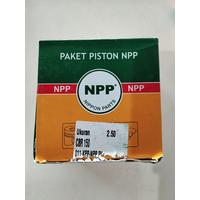 PAKET PISTON NPP
NPP NPP NPP
NIPPON PARTS
Ukuran 2.50
CBR 150